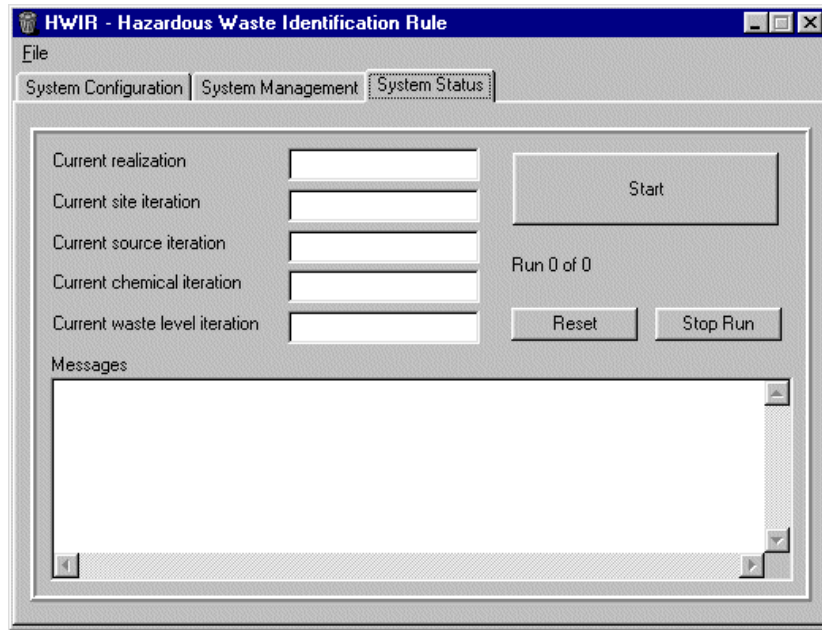 HWIR - Hazardous Waste Identification Rule
File
System Configuration System Management System Status
Current realization
Start
Current site iteration
Current source iteration
Run 0 of 0
Current chemical iteration
Current waste level iteration
Reset Stop Run
Messages